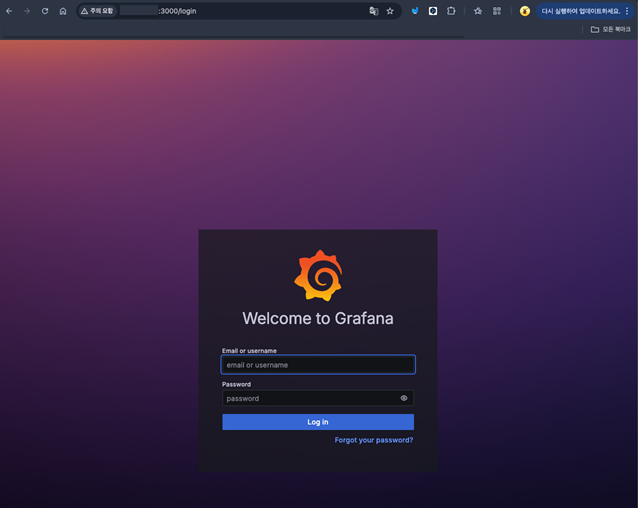 주의 요함 :3000/login 다시 실행하여 업데이트하세요.
모든 북마크
Welcome to Grafana
Email or username
email or username
Password
password
Log in
Forgot your password?